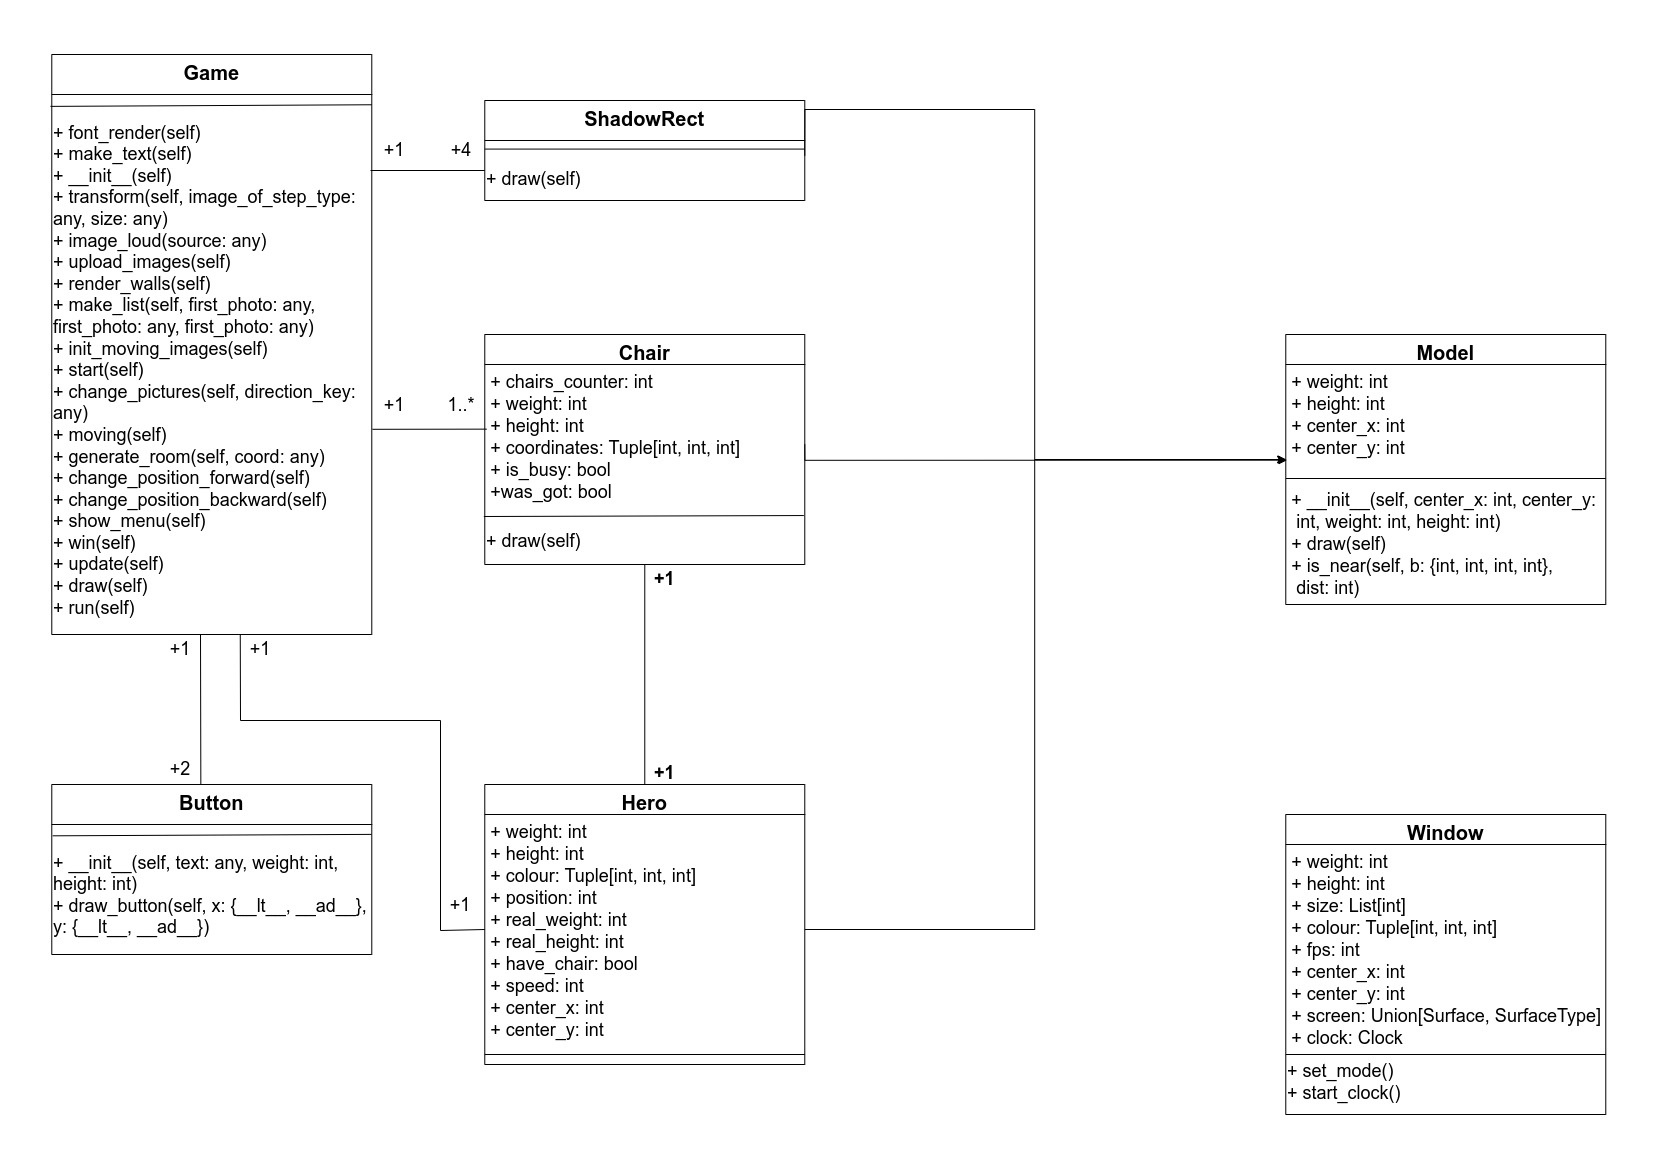 Game
+ font_render(self)
+ make_text(self)
+ __init__(self)
+ transform(self, image_of_step_type:
any, size: any)
+ image_loud(source: any)
+ upload_images(self)
+ render_walls(self)
+ make_list(self, first_photo: any,
first_photo: any, first_photo: any)
+ init_moving_images(self)
+ start(self)
+ change_pictures(self, direction_key:
any)
+ moving(self)
+ generate_room(self, coord: any)
+ change_position_forward(self)
+ change_position_backward(self)
+ show_menu(self)
+ win(self)
+ update(self)
+ draw(self)
+ run(self)
+1
+4
ShadowRect
+ draw(self)
+1
1..*
Chair
+ chairs_counter: int
+ weight: int
+ height: int
+ coordinates: Tuple[int, int, int]
+ is_busy: bool
+was_got: bool
+ draw(self)
+1
+1
Model
+ weight: int
+ height: int
+ center_x: int
+ center_y: int
+ __init__(self, center_x: int, center_y:
int, weight: int, height: int)
+ draw(self)
+ is_near(self, b: {int, int, int, int},
dist: int)
+1
+2
+1
+1
Button
+ __init__(self, text: any, weight: int,
height: int)
+ draw_button(self, x: {__lt__, __ad__},
y: {__lt__, __ad__})
Hero
+ weight: int
+ height: int
+ colour: Tuple[int, int, int]
+ position: int
+ real_weight: int
+ real_height: int
+ have_chair: bool
+ speed: int
+ center_x: int
+ center_y: int
Window
+ weight: int
+ height: int
+ size: List[int]
+ colour: Tuple[int, int, int]
+ fps: int
+ center_x: int
+ center_y: int
+ screen: Union[Surface, SurfaceType]
+ clock: Clock
+ set_mode()
+ start_clock()